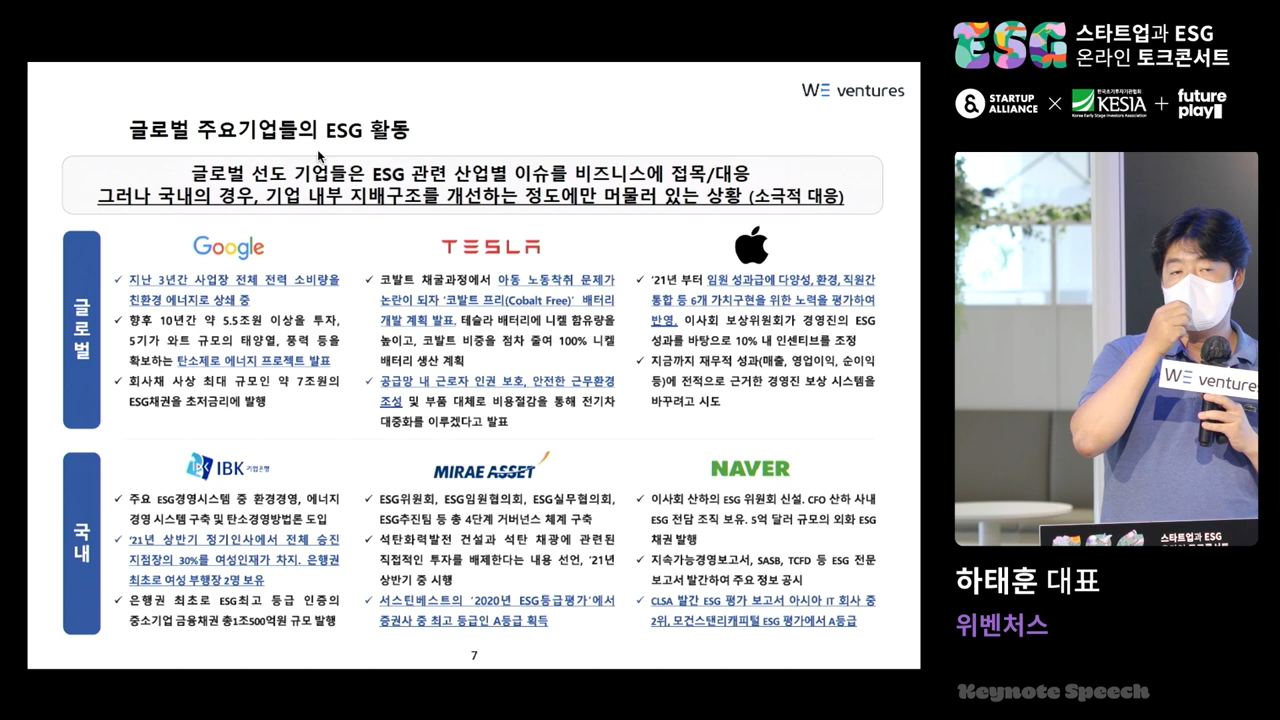 WE ventures
글로벌 주요기업들의 ESG 활동
글로벌 선도 기업들은 ESG 관련 산업별 이슈를 비즈니스에 접목/대응
그러나 국내의 경우, 기업 내부 지배구조를 개선하는 정도에만 머물러 있는 상황 (소극적 대응)
글로벌
Google
✓ 지난 3년간 사업장 전체 전력 소비량을
친환경 에너지로 상쇄 중
✓ 향후 10년간 약 5.5조원 이상을 투자,
5기가 와트 규모의 태양열, 풍력 등을
확보하는 탄소제로 에너지 프로젝트 발표
✓ 회사채 사상 최대 규모인 약 7조원의
ESG채권을 초저금리에 발행
TESLA
✓ 코발트 채굴과정에서 아동 노동착취 문제가
논란이 되자 '코발트 프리(Cobalt Free)' 배터리
개발 계획 발표. 테슬라 배터리에 니켈 함유량을
높이고, 코발트 비중을 점차 줄여 100% 니켈
배터리 생산 계획
✓ 공급망 내 근로자 인권 보호, 안전한 근무환경
조성 및 부품 대체로 비용절감을 통해 전기차
대중화를 이루겠다고 발표
✓ '21년 부터 임원 성과급에 다양성, 환경, 직원간
통합 등 6개 가치구현을 위한 노력을 평가하여
반영. 이사회 보상위원회가 경영진의 ESG
성과를 바탕으로 10% 내 인센티브를 조정
✓ 지금까지 재무적 성과(매출, 영업이익, 순이익
등)에 전적으로 근거한 경영진 보상 시스템을
바꾸려고 시도
국내
IBK 기업은행
✓ 주요 ESG경영시스템 중 환경경영, 에너지
경영 시스템 구축 및 탄소경영방법론 도입
✓ '21년 상반기 정기인사에서 전체 승진
지점장의 30%를 여성인재가 차지. 은행권
최초로 여성 부행장 2명 보유
✓ 은행권 최초로 ESG최고 등급 인증의
중소기업 금융채권 총1조500억원 규모 발행
MIRAE ASSET
✓ ESG위원회, ESG임원협의회, ESG실무협의회,
ESG추진팀 등 총 4단계 거버넌스 체계 구축
✓ 석탄화력발전 건설과 석탄 채광에 관련된
직접적인 투자를 배제한다는 내용 선언, '21년
상반기 중 시행
✓ 서스틴베스트의 '2020년 ESG등급평가'에서
증권사 중 최고 등급인 A등급 획득
NAVER
✓ 이사회 산하의 ESG 위원회 신설. CFO 산하 사내
ESG 전담 조직 보유. 5억 달러 규모의 외화 ESG
채권 발행
✓ 지속가능경영보고서, SASB, TCFD 등 ESG 전문
보고서 발간하여 주요 정보 공시
✓ CLSA 발간 ESG 평가 보고서 아시아 IT 회사 중
2위, 모건스탠리캐피털 ESG 평가에서 A등급
7
ESG 스타트업과 ESG
온라인 토크콘서트
& STARTUP ALLIANCE × KESIA + future play
한국초기투자기관협회
Korea Early Stage Investors Association
WE ventures
스타트업과 ESG
하태훈 대표
위벤처스
Keynote Speech